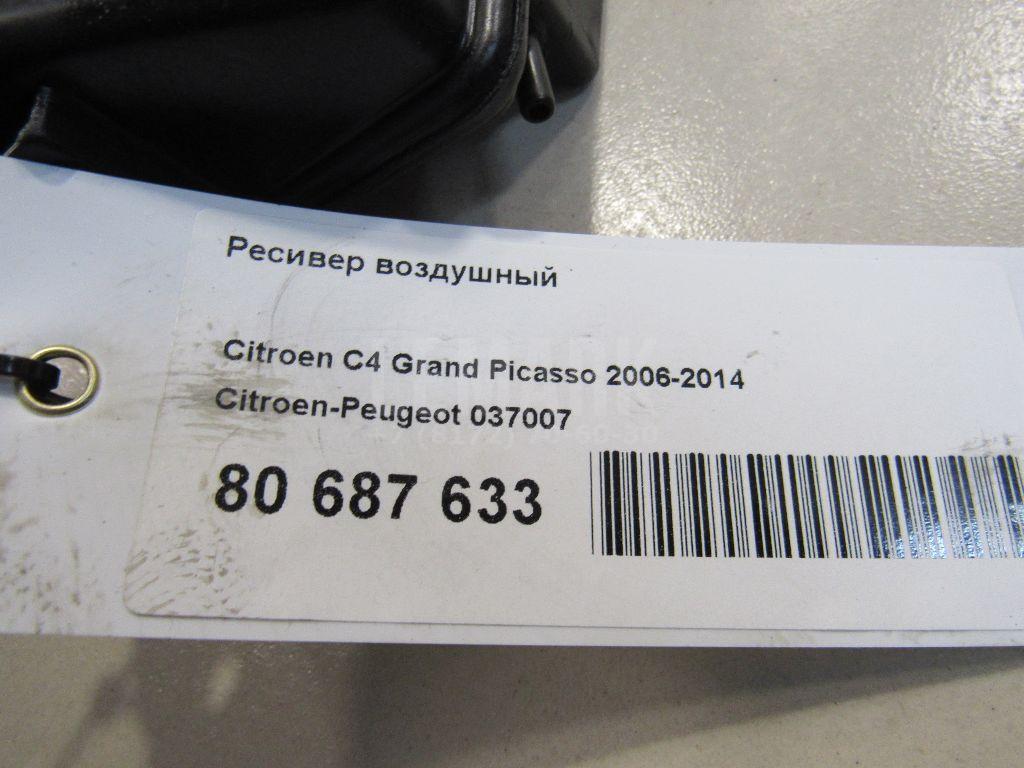 Ресивер воздушный
Citroen C4 Grand Picasso 2006-2014
Citroen-Peugeot 037007
80 687 633